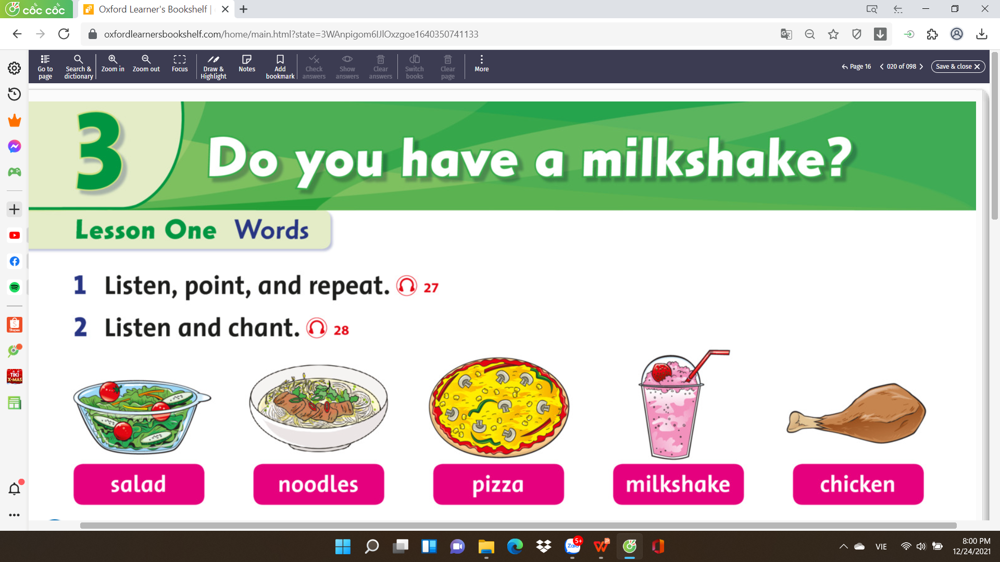 cốc cốc
Oxford Learner's Bookshelf |
oxfordlearnersbookshelf.com/home/main.html?state=3WAnpigom6IJlOxzgoe1640350741133
Go to page
Search & dictionary
Zoom in
Zoom out
Focus
Draw & Highlight
Notes
Add bookmark
Check answers
Show answers
Clear answers
Switch books
Clear page
More
Page 16
020 of 098
Save & close
3 Do you have a milkshake?
Lesson One Words
1 Listen, point, and repeat. 27
2 Listen and chant. 28
salad noodles pizza milkshake chicken
Shopee
TIKI
X-MAS
Zalo
5+
VIE
8:00 PM
12/24/2021